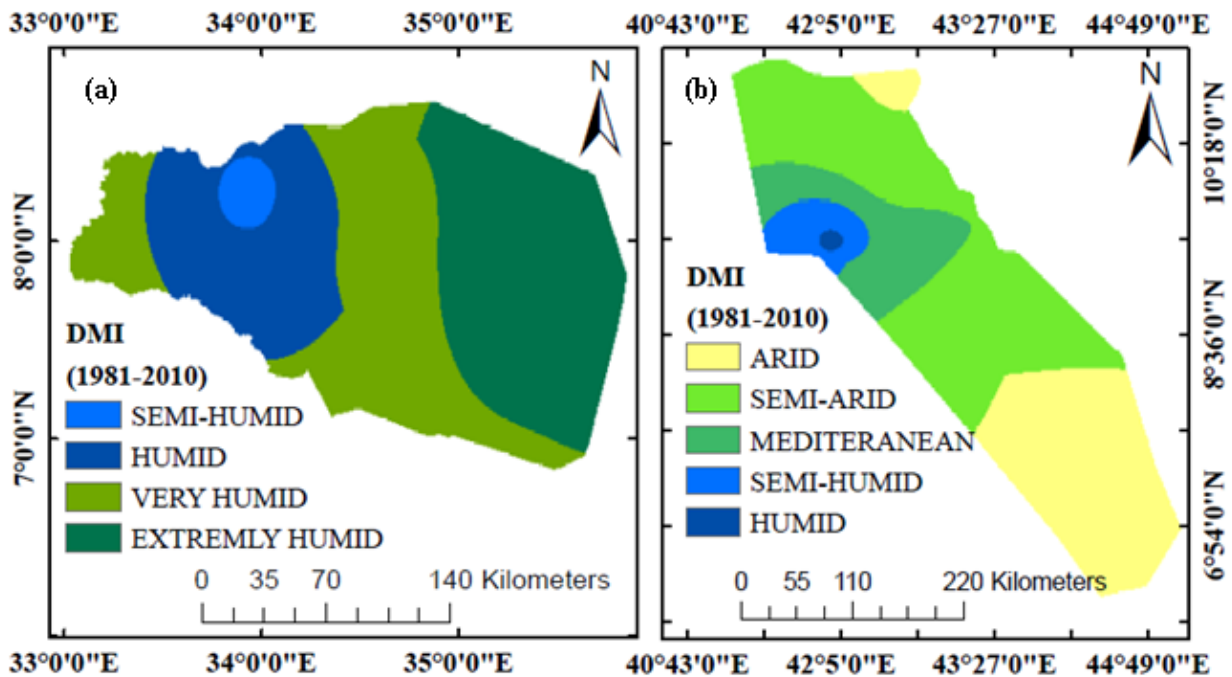 33°0'0"E 34°0'0"E 35°0'0"E
(a)
N
8°0'0"N
7°0'0"N
DMI
(1981-2010)
SEMI-HUMID
HUMID
VERY HUMID
EXTREMLY HUMID
0 35 70 140 Kilometers
33°0'0"E 34°0'0"E 35°0'0"E
40°43'0"E 42°5'0"E 43°27'0"E 44°49'0"E
(b)
N
10°18'0"N
8°36'0"N
6°54'0"N
DMI
(1981-2010)
ARID
SEMI-ARID
MEDITERANEAN
SEMI-HUMID
HUMID
0 55 110 220 Kilometers
40°43'0"E 42°5'0"E 43°27'0"E 44°49'0"E